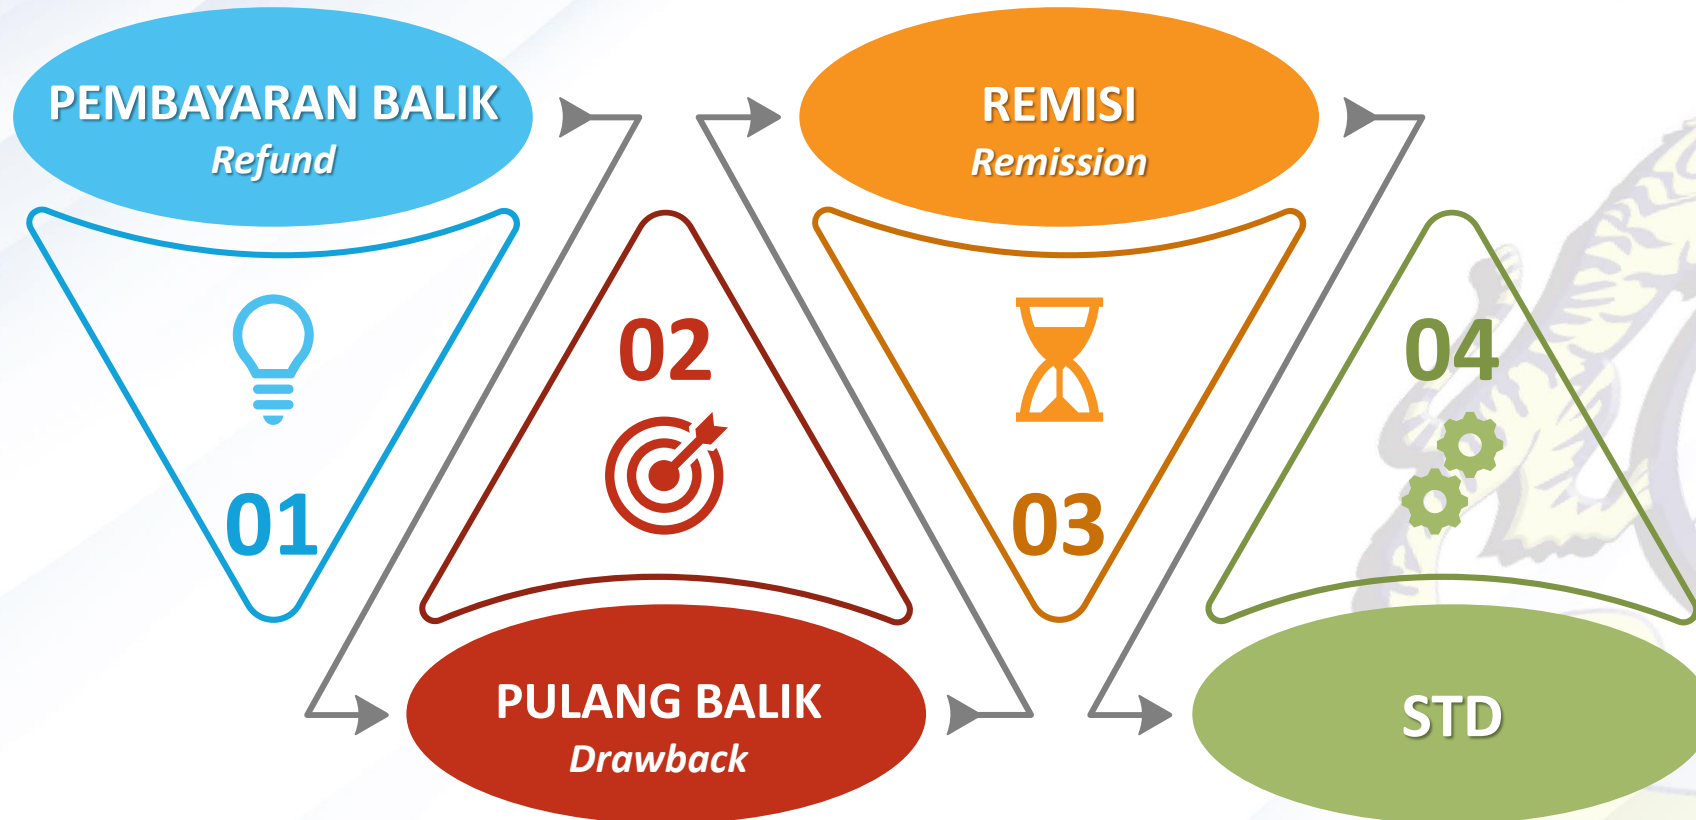 PEMBAYARAN BALIK
Refund
01
02
PULANG BALIK
Drawback
REMISI
Remission
03
04
STD